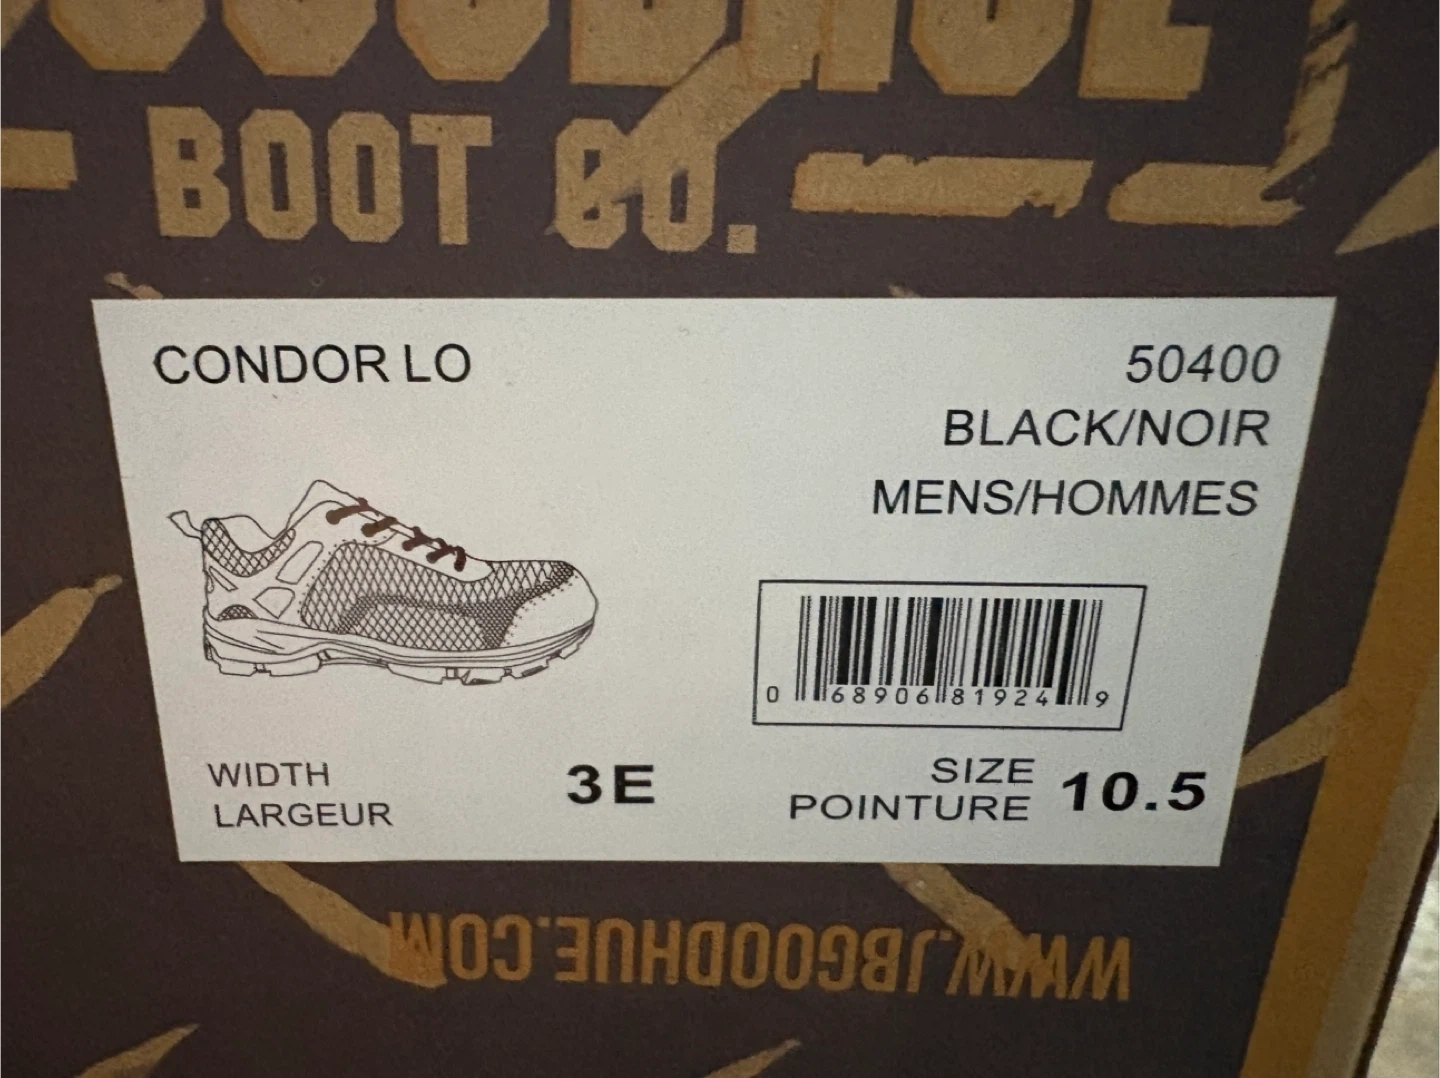 BOOT CO.
CONDOR LO
50400
BLACK/NOIR
MENS/HOMMES
0 68906 81924 9
WIDTH
LARGEUR
3E
SIZE
POINTURE
10.5
WWW.JBGOODHUE.COM